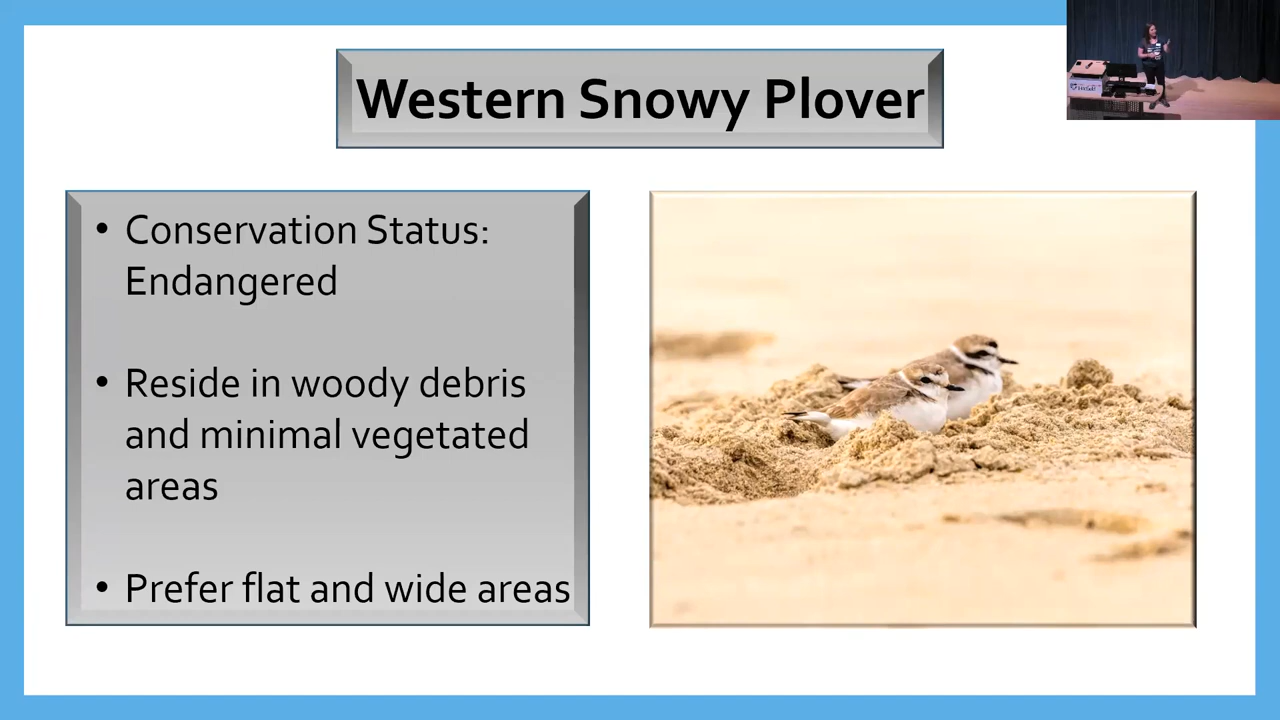 Western Snowy Plover
• Conservation Status:
Endangered
• Reside in woody debris
and minimal vegetated
areas
• Prefer flat and wide areas